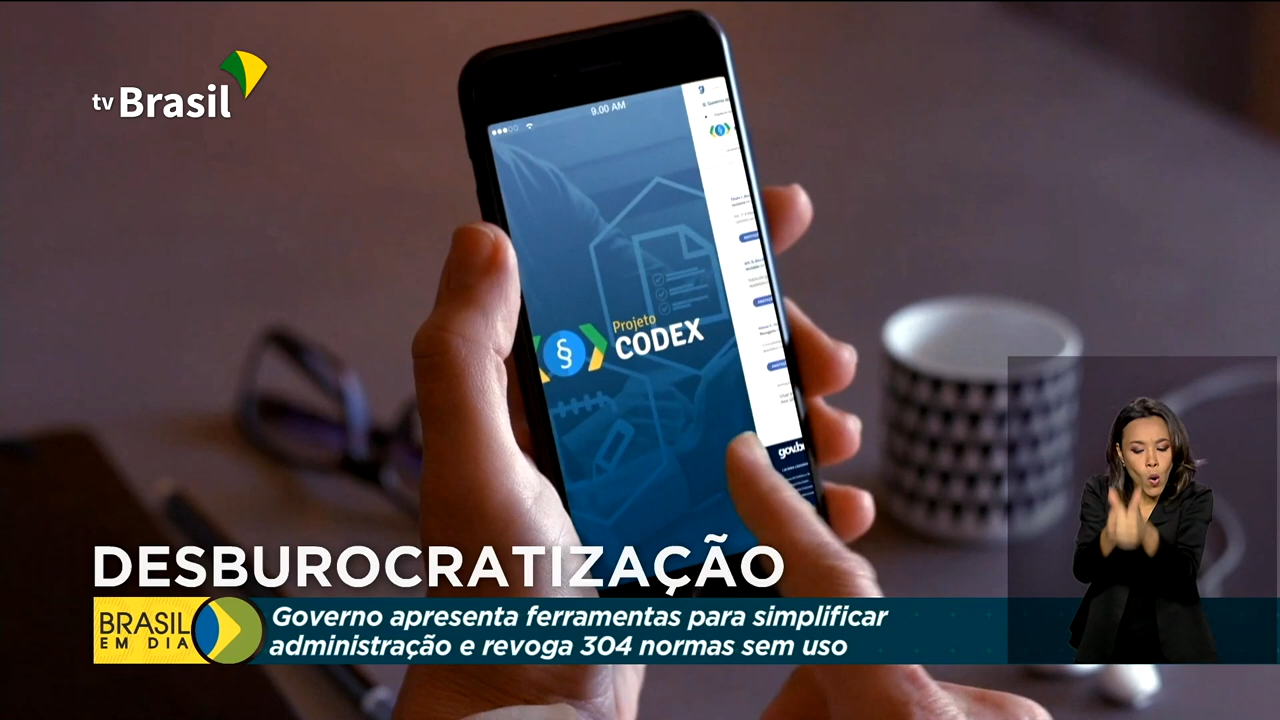 tv Brasil
9.00 AM
Projeto
CODEX
gov.b
DESBUROCRATIZAÇÃO
BRASIL
EM DIA
Governo apresenta ferramentas para simplificar
administração e revoga 304 normas sem uso